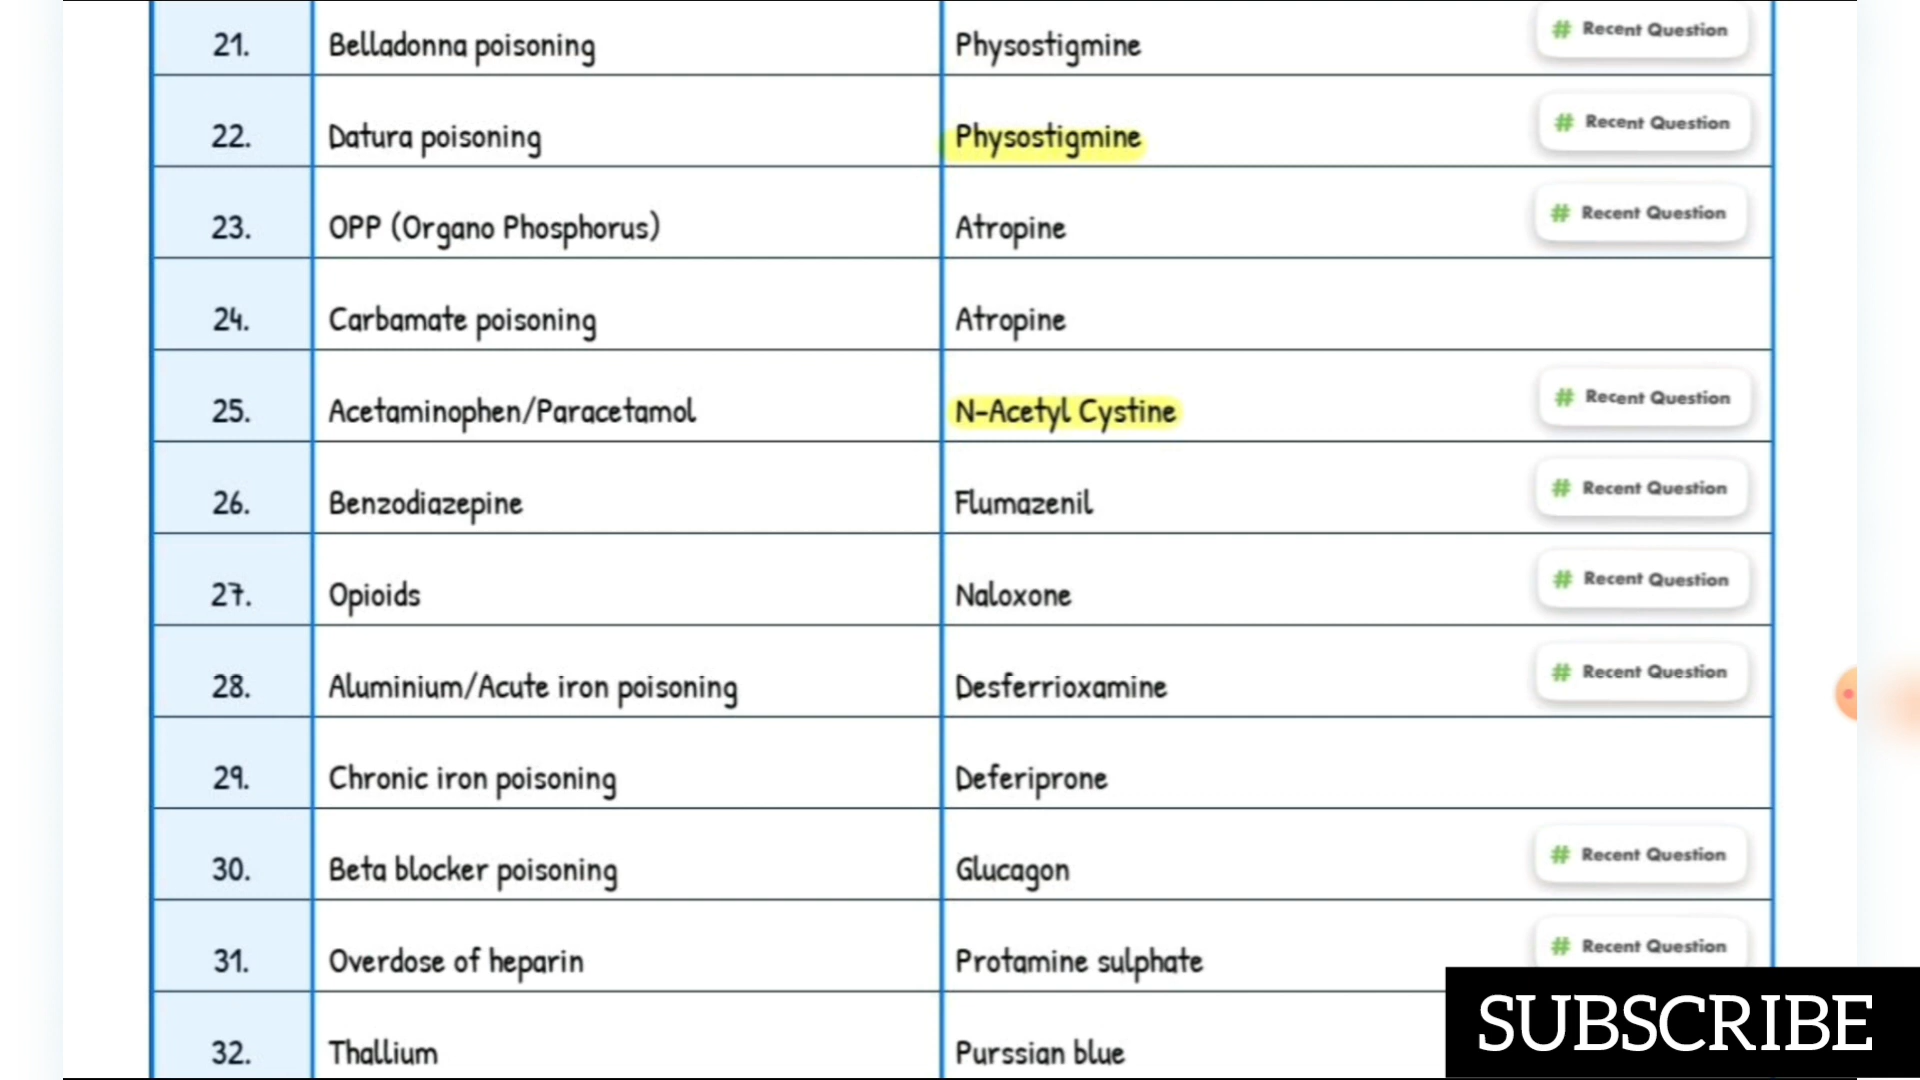 21. Belladonna poisoning Physostigmine # Recent Question
22. Datura poisoning Physostigmine # Recent Question
23. OPP (Organo Phosphorus) Atropine # Recent Question
24. Carbamate poisoning Atropine
25. Acetaminophen/Paracetamol N-Acetyl Cystine # Recent Question
26. Benzodiazepine Flumazenil # Recent Question
27. Opioids Naloxone # Recent Question
28. Aluminium/Acute iron poisoning Desferrioxamine # Recent Question
29. Chronic iron poisoning Deferiprone
30. Beta blocker poisoning Glucagon # Recent Question
31. Overdose of heparin Protamine sulphate # Recent Question
32. Thallium Purssian blue
SUBSCRIBE